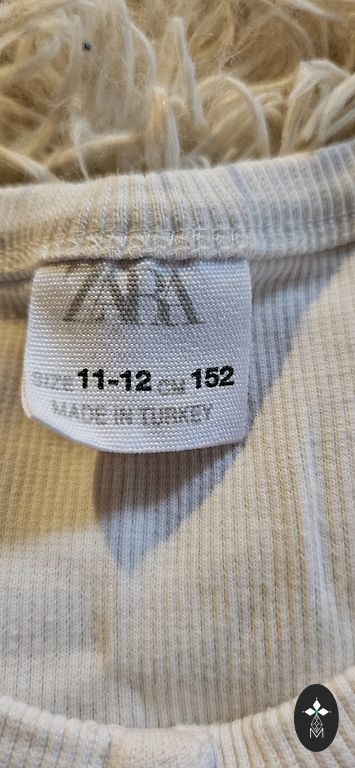 ZARA
SIZE 11-12 CM 152
MADE IN TURKEY
M